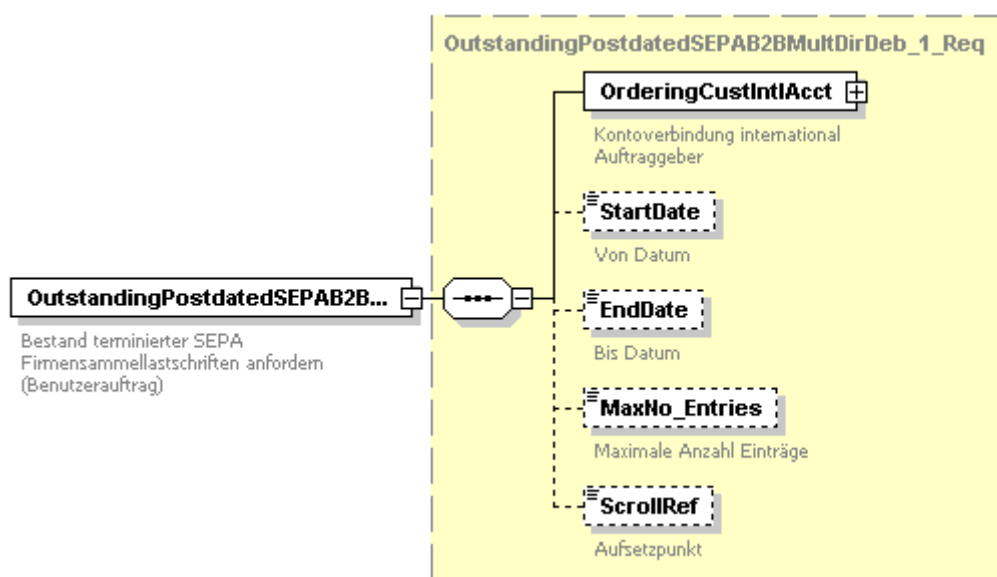 OutstandingPostdatedSEPAB2BMultDirDeb_1_Req
OrderingCustIntlAcct
Kontoverbindung international
Auftraggeber
StartDate
Von Datum
OutstandingPostdatedSEPAB2B...
Bestand terminierter SEPA
Firmensammellastschriften anfordern
(Benutzerauftrag)
EndDate
Bis Datum
MaxNo_Entries
Maximale Anzahl Einträge
ScrollRef
Aufsetzpunkt